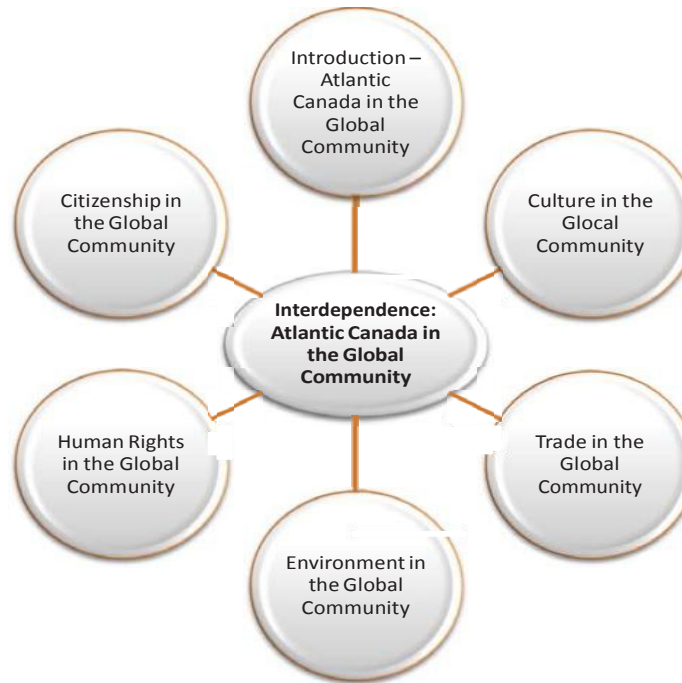 Introduction –
Atlantic
Canada in the
Global
Community
Citizenship in
the Global
Community
Culture in the
Glocal
Community
Interdependence:
Atlantic Canada in
the Global
Community
Human Rights
in the Global
Community
Trade in the
Global
Community
Environment in
the Global
Community